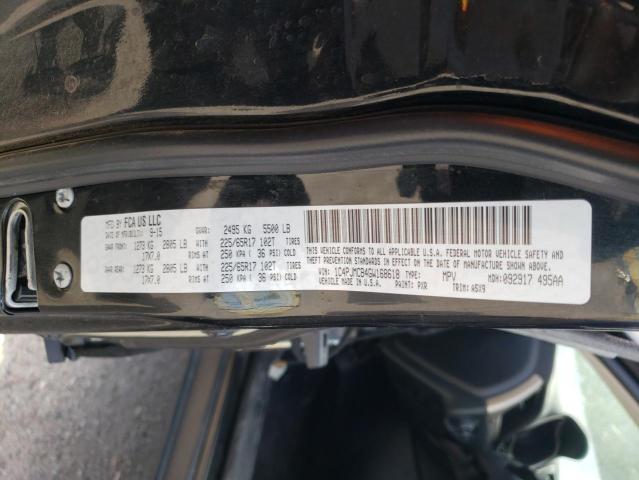 MFD BY FCA US LLC
DATE OF MFR 9-15 GVWR: 2495 KG 5500 LB
GAWR FRONT: 1273 KG 2805 LB WITH 225/65R17 102T TIRES
17X7.0 RIMS AT 250 KPA ( 36 PSI) COLD
GAWR REAR: 1273 KG 2805 LB WITH 225/65R17 102T TIRES
17X7.0 RIMS AT 250 KPA ( 36 PSI) COLD
THIS VEHICLE CONFORMS TO ALL APPLICABLE U.S.A. FEDERAL MOTOR VEHICLE SAFETY AND
THEFT PREVENTION STANDARDS IN EFFECT ON THE DATE OF MANUFACTURE SHOWN ABOVE.
VIN: 1C4PJMCB4GW168618 TYPE: MPV MDH: 092917 495AA
VEHICLE MADE IN U.S.A. PAINT: PXR TRIM: A5X9